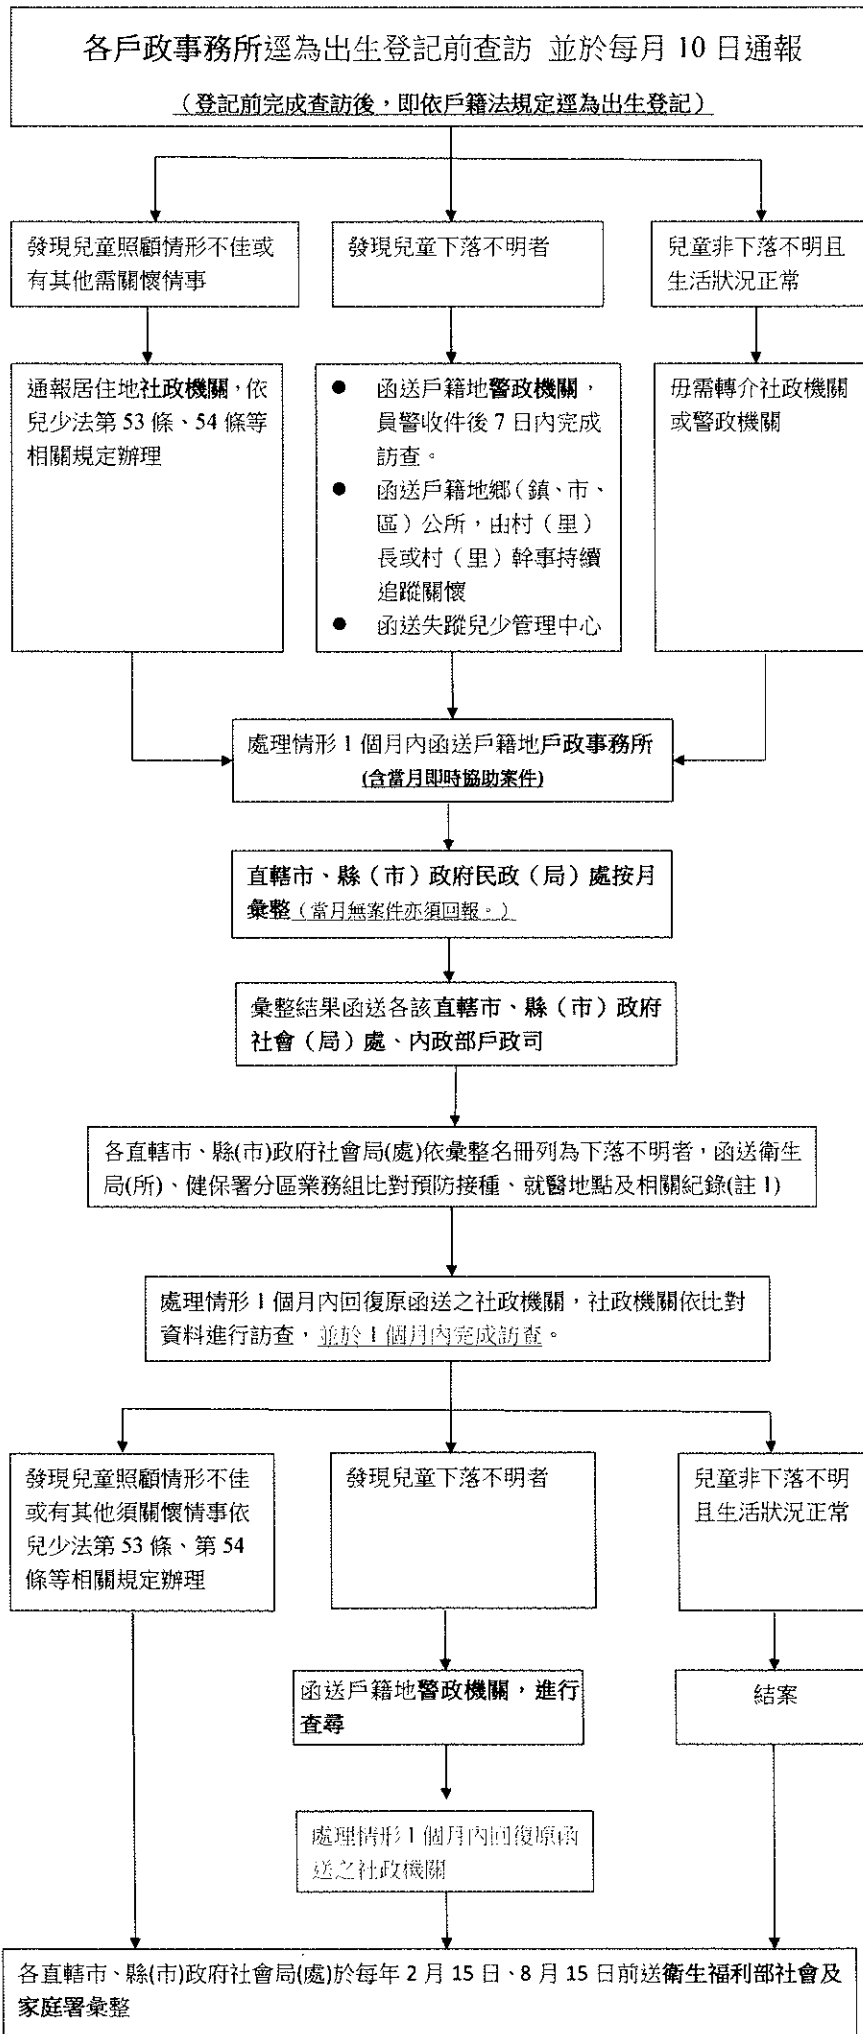 各戶政事務所逕為出生登記前查訪 並於每月 10 日通報
（登記前完成查訪後，即依戶籍法規定逕為出生登記）
發現兒童照顧情形不佳或
有其他需關懷情事
發現兒童下落不明者
兒童非下落不明且
生活狀況正常
通報居住地社政機關，依
兒少法第 53 條、54 條等
相關規定辦理
● 函送戶籍地警政機關，
員警收件後 7 日內完成
訪查。
● 函送戶籍地鄉（鎮、市、
區）公所，由村（里）
長或村（里）幹事持續
追蹤關懷
● 函送失蹤兒少管理中心
毋需轉介社政機關
或警政機關
處理情形 1 個月內函送戶籍地戶政事務所
(含當月即時協助案件)
直轄市、縣（市）政府民政（局）處按月
彙整（當月無案件亦須回報。）
彙整結果函送各該直轄市、縣（市）政府
社會（局）處、內政部戶政司
各直轄市、縣(市)政府社會局(處)依彙整名冊列為下落不明者，函送衛生
局(所)、健保署分區業務組比對預防接種、就醫地點及相關紀錄(註 1)
處理情形 1 個月內回復原函送之社政機關，社政機關依比對
資料進行訪查，並於 1 個月內完成訪查。
發現兒童照顧情形不佳
或有其他須關懷情事依
兒少法第 53 條、第 54
條等相關規定辦理
發現兒童下落不明者
兒童非下落不明
且生活狀況正常
函送戶籍地警政機關，進行
查尋
結案
處理情形 1 個月內回復原函
送之社政機關
各直轄市、縣(市)政府社會局(處)於每年 2 月 15 日、8 月 15 日前送衛生福利部社會及
家庭署彙整